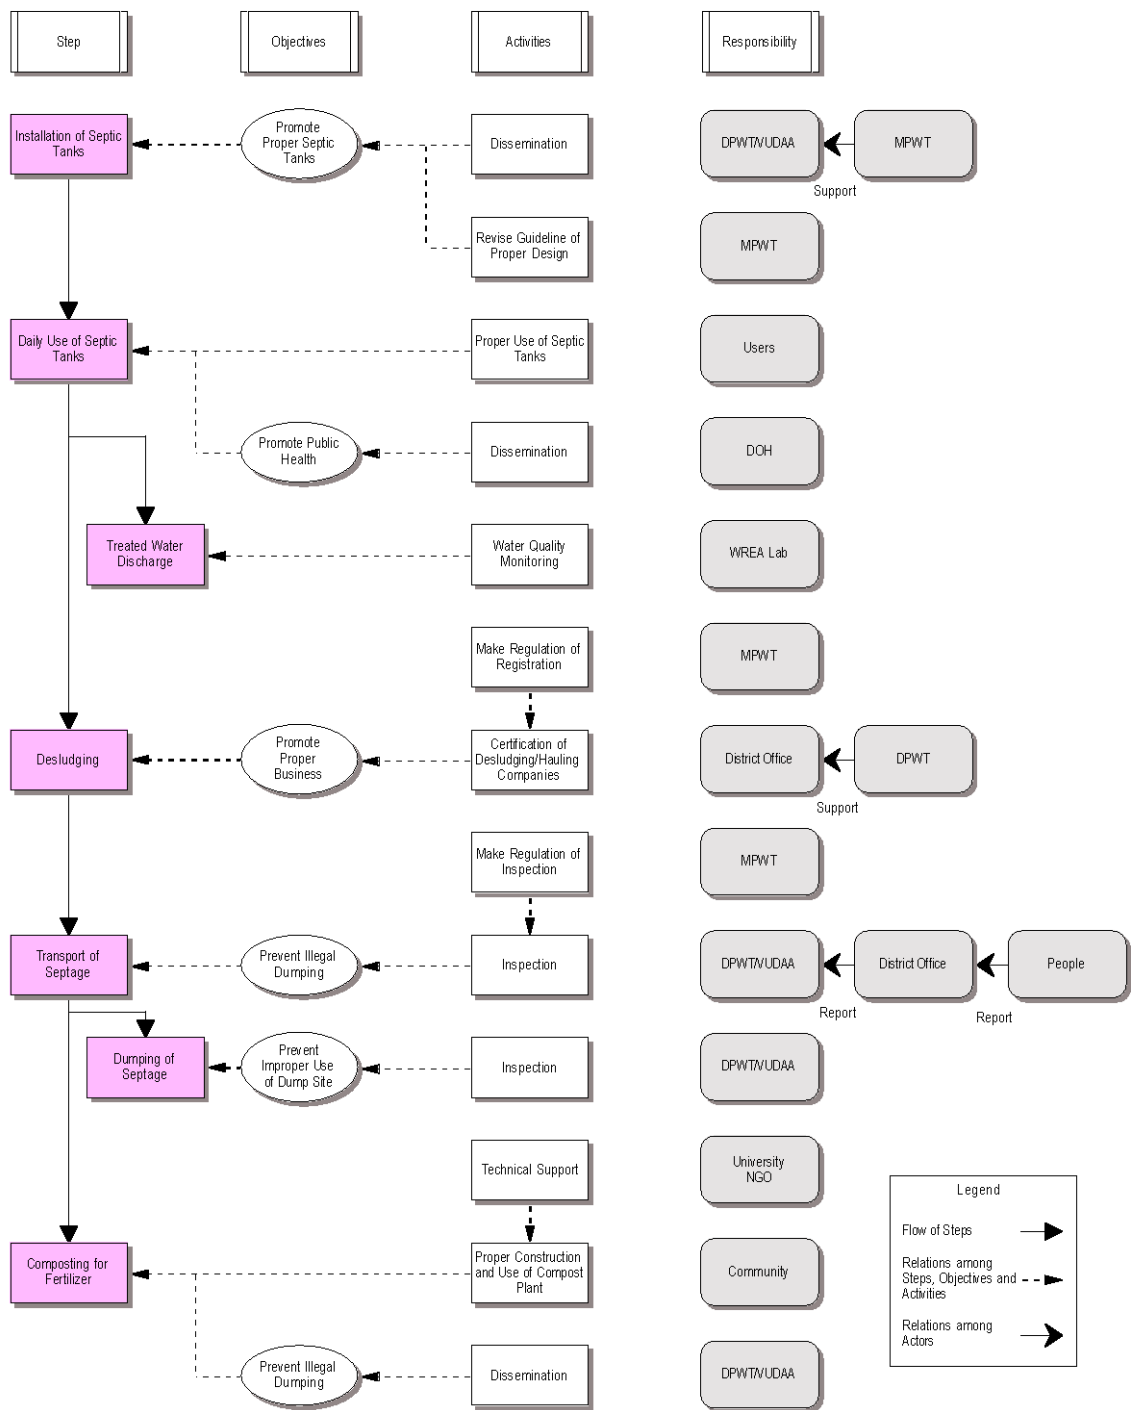 Step
Objectives
Activities
Responsibility
Installation of Septic
Tanks
Promote
Proper Septic
Tanks
Dissemination
DPWT/VUDAA
MPWT
Support
Revise Guideline of
Proper Design
MPWT
Daily Use of Septic
Tanks
Proper Use of Septic
Tanks
Users
Promote Public
Health
Dissemination
DOH
Treated Water
Discharge
Water Quality
Monitoring
WREA Lab
Make Regulation of
Registration
MPWT
Desludging
Promote
Proper
Business
Certification of
Desludging/Hauling
Companies
District Office
DPWT
Support
Make Regulation of
Inspection
MPWT
Transport of
Septage
Prevent Illegal
Dumping
Inspection
DPWT/VUDAA
District Office
People
Report
Report
Dumping of
Septage
Prevent
Improper Use
of Dump Site
Inspection
DPWT/VUDAA
Technical Support
University
NGO
Composting for
Fertilizer
Proper Construction
and Use of Compost
Plant
Community
Prevent Illegal
Dumping
Dissemination
DPWT/VUDAA
Legend
Flow of Steps
Relations among
Steps, Objectives and
Activities
Relations among
Actors